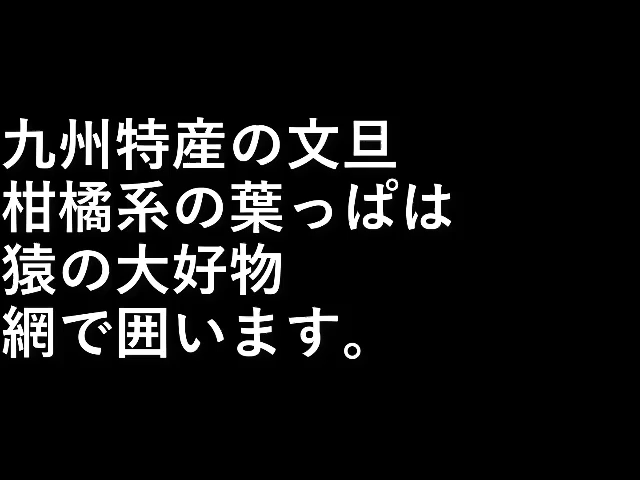 九州特産の文旦
柑橘系の葉っぱは
猿の大好物
網で囲います。